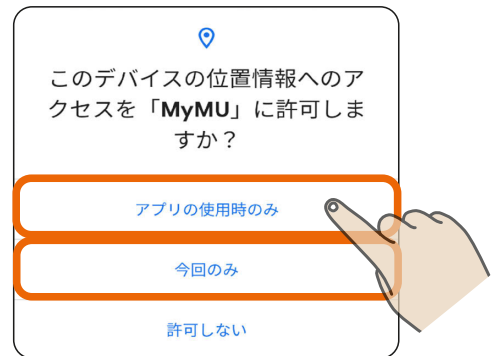 このデバイスの位置情報へのア
クセスを「MyMU」に許可しま
すか？
アプリの使用時のみ
今回のみ
許可しない